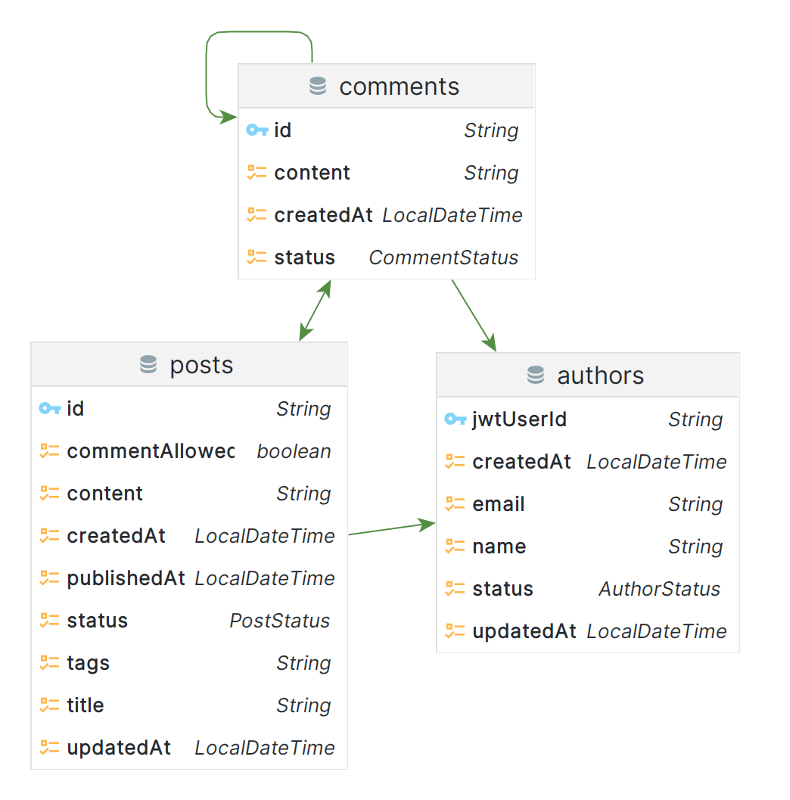 comments
id String
content String
createdAt LocalDateTime
status CommentStatus
posts
id String
commentAllowec boolean
content String
createdAt LocalDateTime
publishedAt LocalDateTime
status PostStatus
tags String
title String
updatedAt LocalDateTime
authors
jwtUserId String
createdAt LocalDateTime
email String
name String
status AuthorStatus
updatedAt LocalDateTime